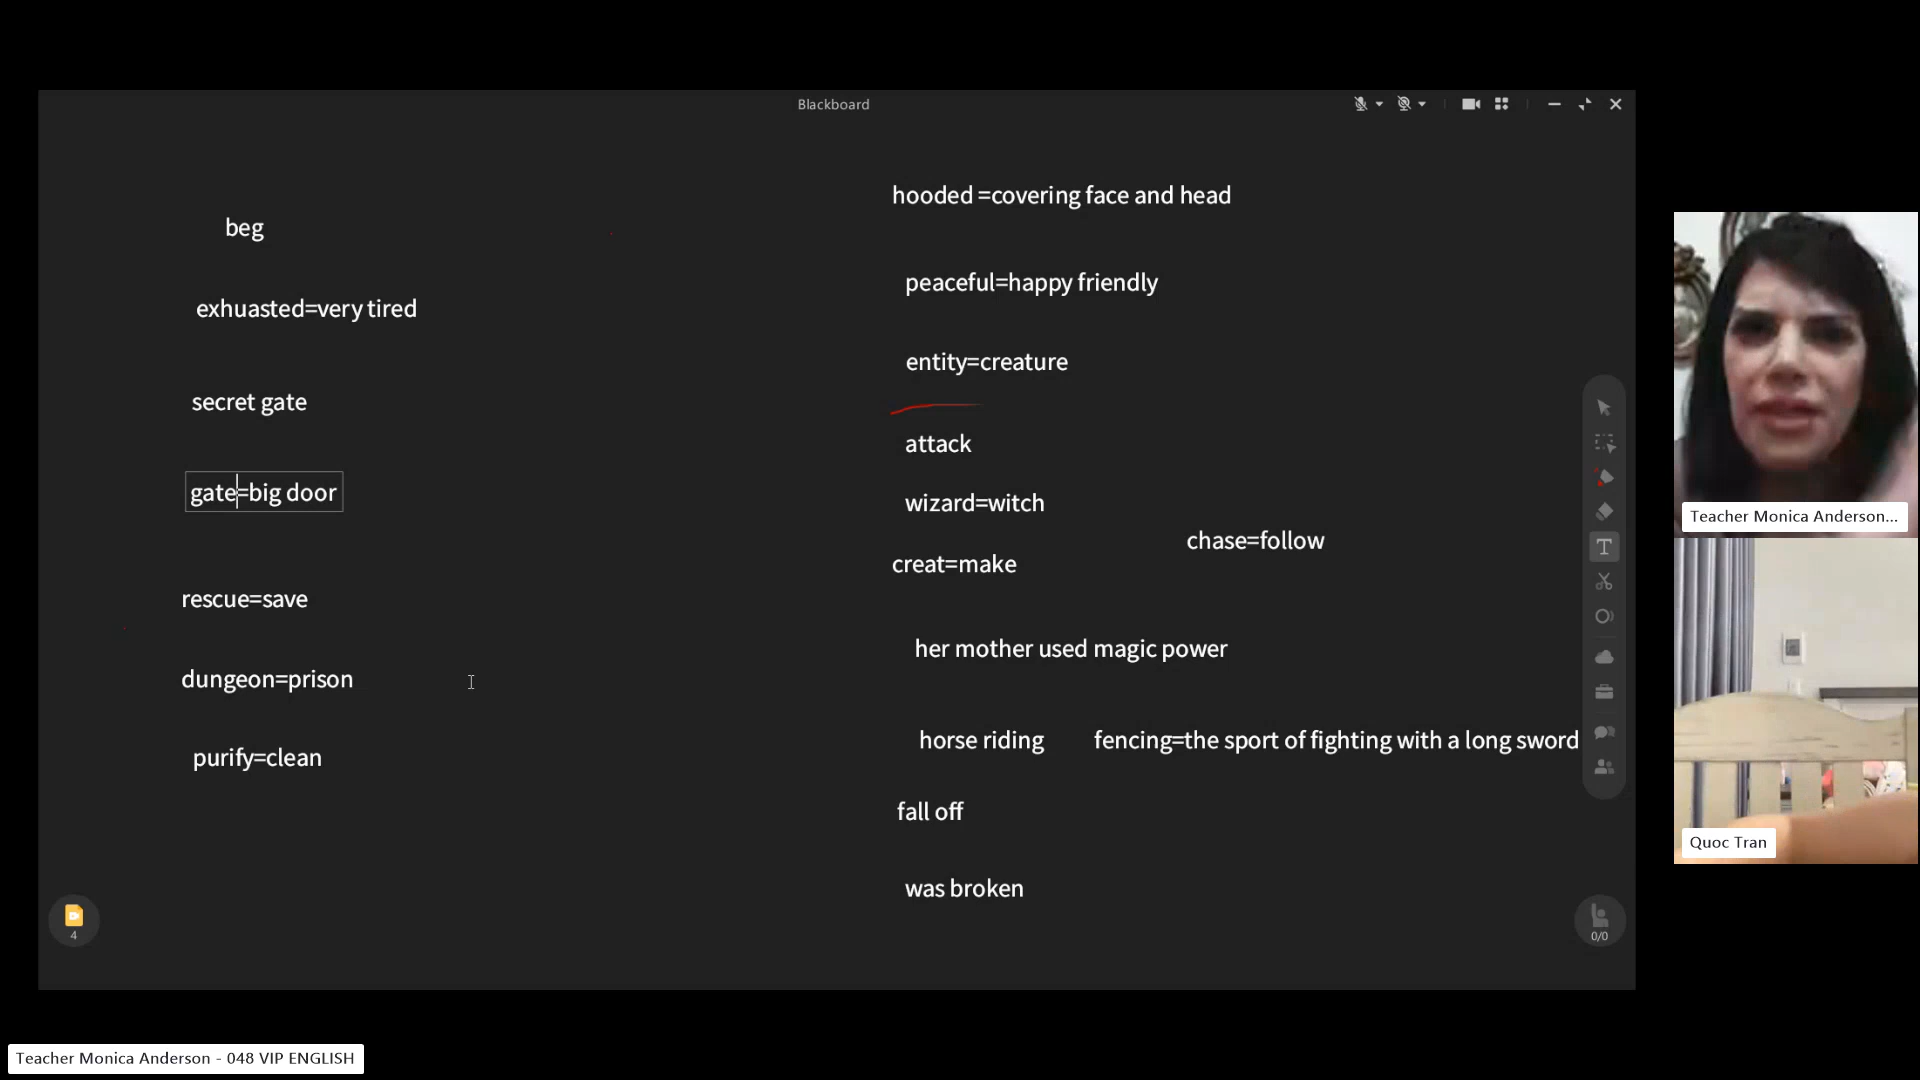 Blackboard
beg
exhuasted=very tired
secret gate
gate=big door
rescue=save
dungeon=prison
purify=clean
hooded =covering face and head
peaceful=happy friendly
entity=creature
attack
wizard=witch
chase=follow
creat=make
her mother used magic power
horse riding
fencing=the sport of fighting with a long sword
fall off
was broken
4
0/0
Teacher Monica Anderson...
Quoc Tran
Teacher Monica Anderson - 048 VIP ENGLISH